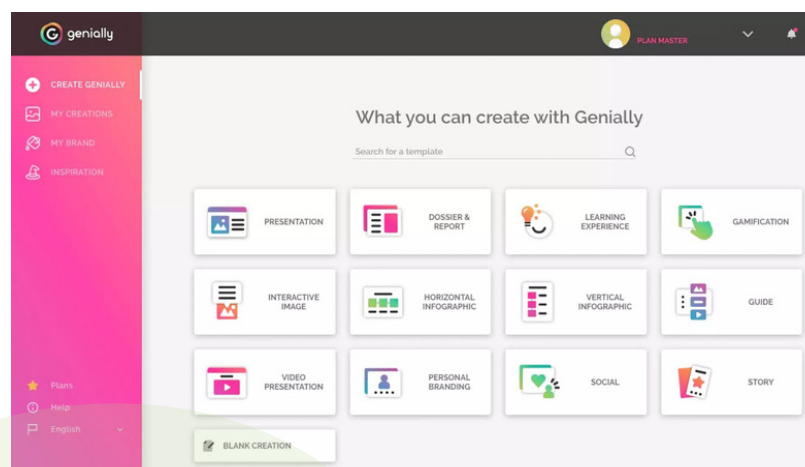 genially
PLAN MASTER
CREATE GENIALLY
MY CREATIONS
MY BRAND
INSPIRATION
What you can create with Genially
Search for a template
PRESENTATION
DOSSIER &
REPORT
LEARNING
EXPERIENCE
GAMIFICATION
INTERACTIVE
IMAGE
HORIZONTAL
INFOGRAPHIC
VERTICAL
INFOGRAPHIC
GUIDE
VIDEO
PRESENTATION
PERSONAL
BRANDING
SOCIAL
STORY
BLANK CREATION
Plans
Help
English